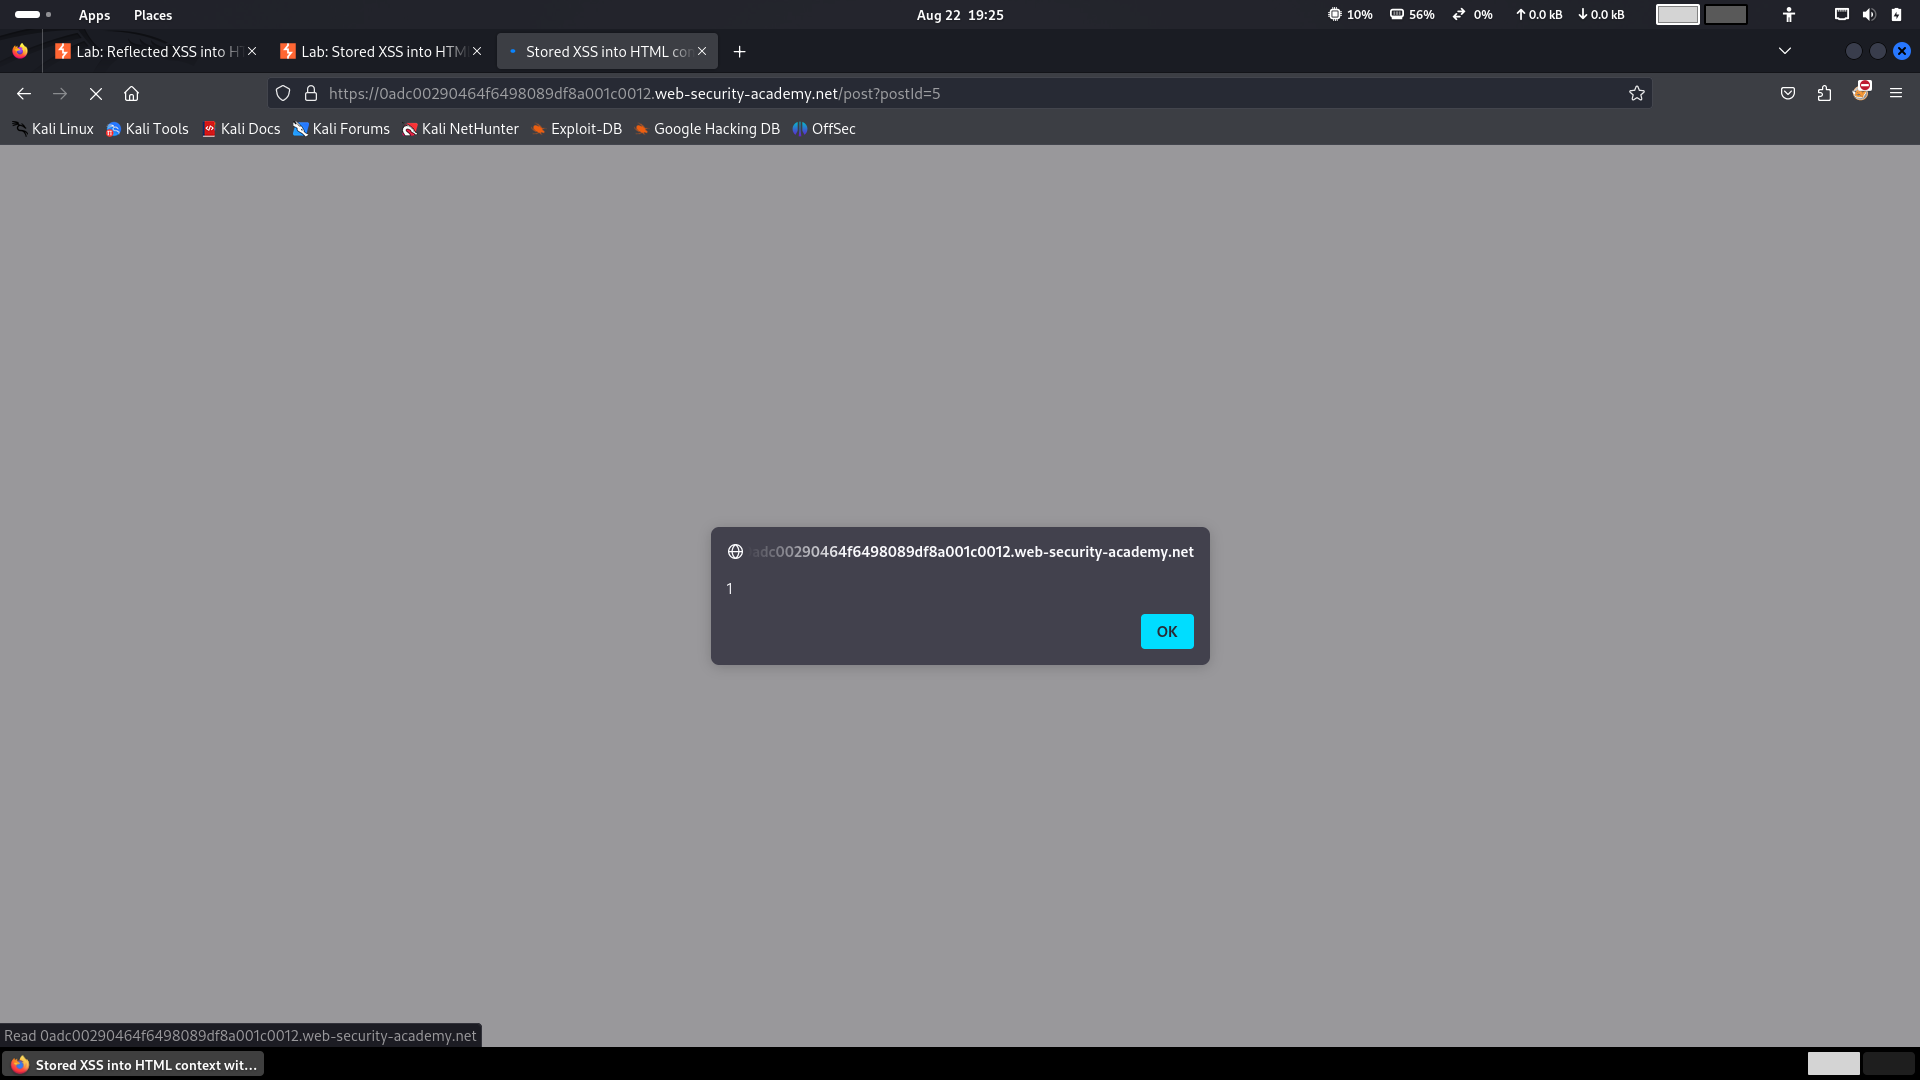 Apps Places Aug 22 19:25 10% 56% 0% 0.0 kB 0.0 kB
Lab: Reflected XSS into HT Lab: Stored XSS into HTM Stored XSS into HTML con
https://0adc00290464f6498089df8a001c0012.web-security-academy.net/post?postId=5
Kali Linux Kali Tools Kali Docs Kali Forums Kali NetHunter Exploit-DB Google Hacking DB OffSec
adc00290464f6498089df8a001c0012.web-security-academy.net
1
OK
Read 0adc00290464f6498089df8a001c0012.web-security-academy.net
Stored XSS into HTML context wit...